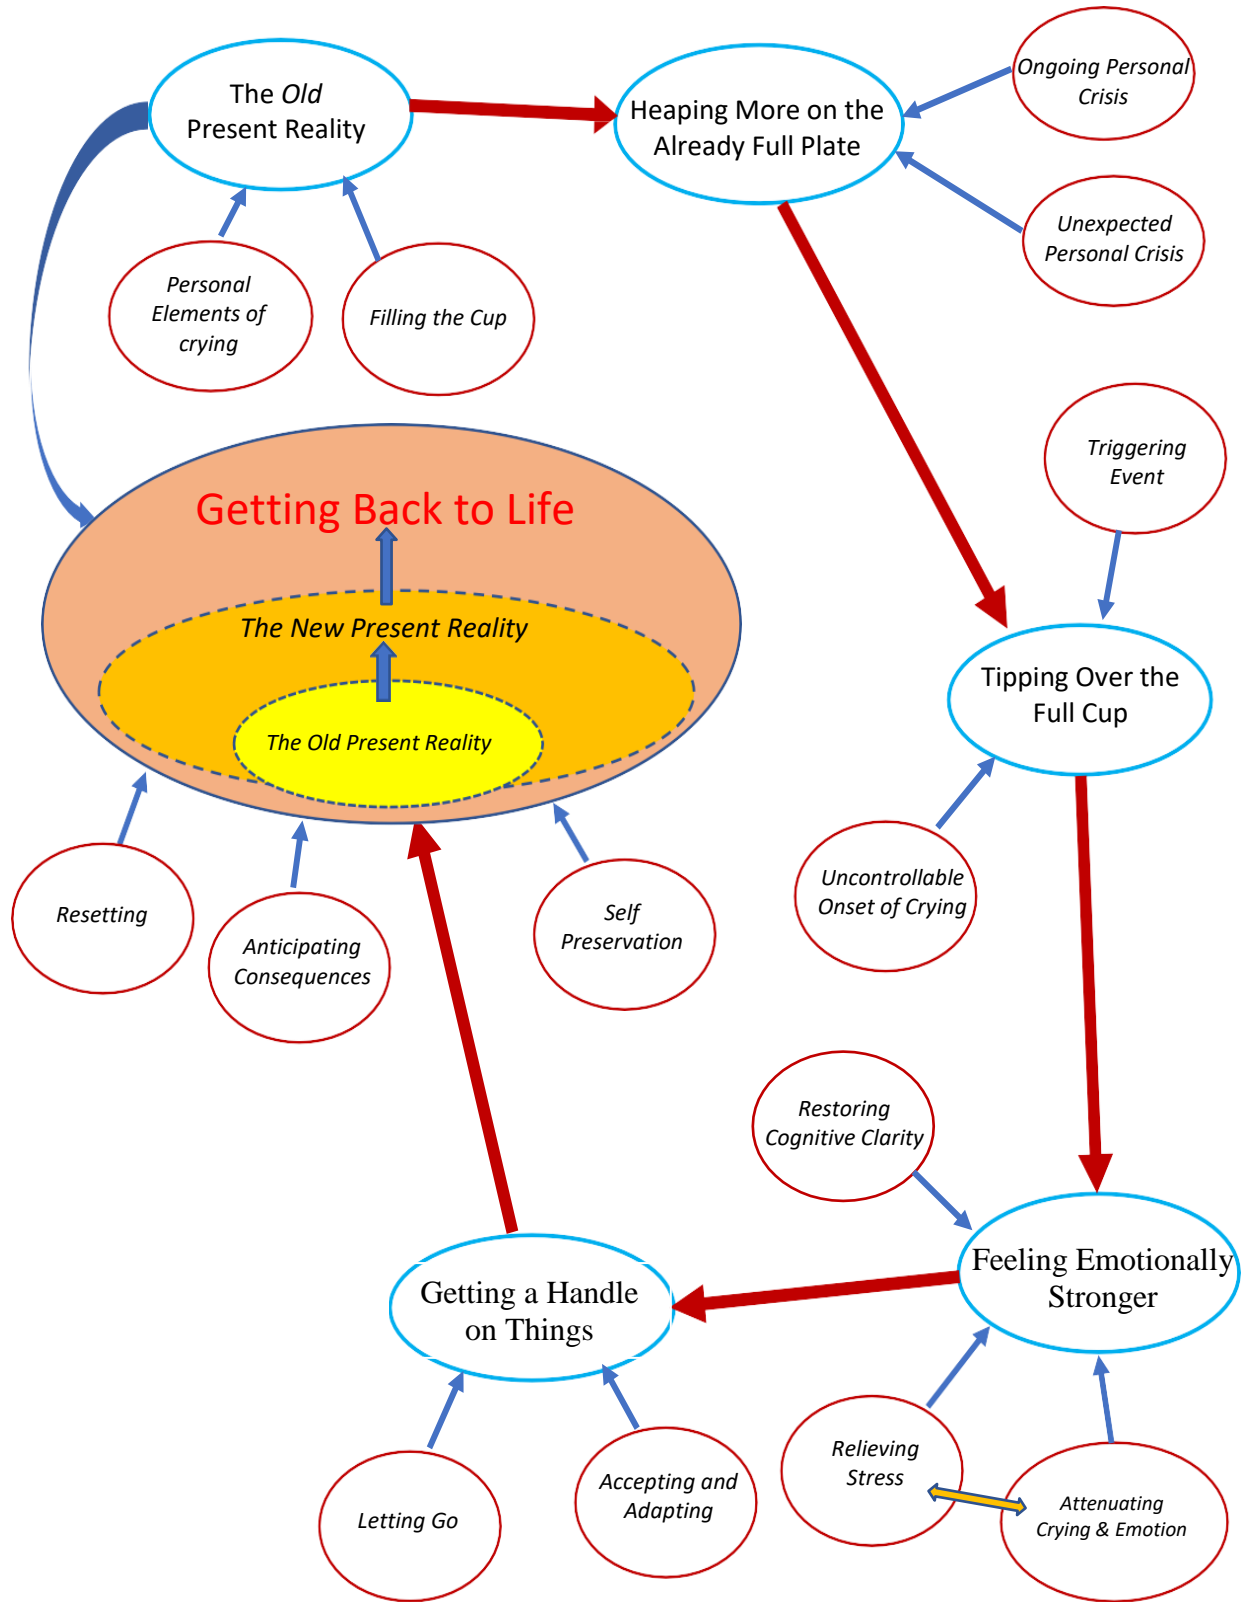 The Old
Present Reality
Heaping More on the
Already Full Plate
Ongoing Personal
Crisis
Unexpected
Personal Crisis
Personal
Elements of
crying
Filling the Cup
Triggering
Event
Getting Back to Life
The New Present Reality
The Old Present Reality
Tipping Over the
Full Cup
Uncontrollable
Onset of Crying
Resetting
Anticipating
Consequences
Self
Preservation
Restoring
Cognitive Clarity
Feeling Emotionally
Stronger
Getting a Handle
on Things
Letting Go
Accepting and
Adapting
Relieving
Stress
Attenuating
Crying & Emotion